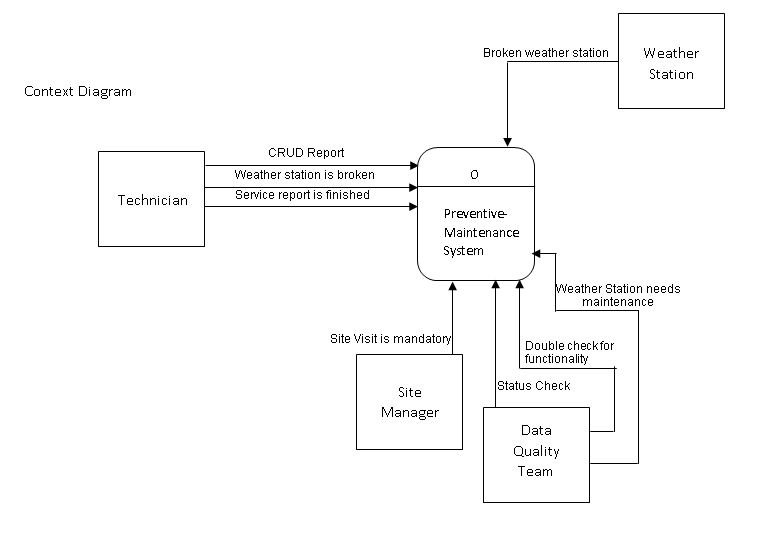 Broken weather station
Weather
Station
Context Diagram
CRUD Report
Weather station is broken
Service report is finished
Technician
0
Preventive-
Maintenance
System
Weather Station needs
maintenance
Site Visit is mandatory
Double check for
functionality
Status Check
Site
Manager
Data
Quality
Team